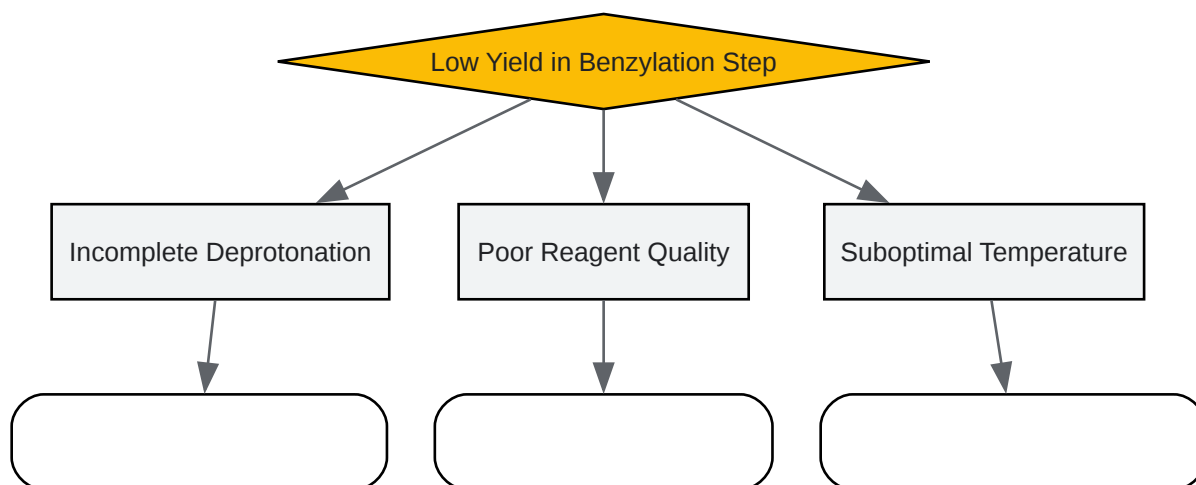 Low Yield in Benzylation Step
Incomplete Deprotonation
Poor Reagent Quality
Suboptimal Temperature